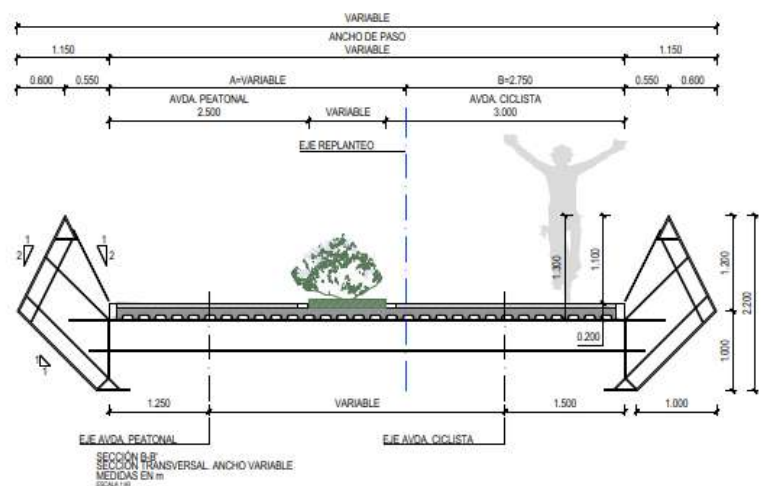 VARIABLE
ANCHO DE PASO
1.150 VARIABLE 1.150
0.600 0.550 A=VARIABLE B=2.750 0.550 0.600
AVDA. PEATONAL AVDA. CICLISTA
2.500 VARIABLE 3.000
EJE REPLANTEO
1 2 1 2
1.300 1.100 1.200 2.200
0.200 1.000
1 1
1.250 VARIABLE 1.500 1.000
EJE AVDA. PEATONAL EJE AVDA. CICLISTA
SECCIÓN B-B'
SECCIÓN TRANSVERSAL. ANCHO VARIABLE
MEDIDAS EN m